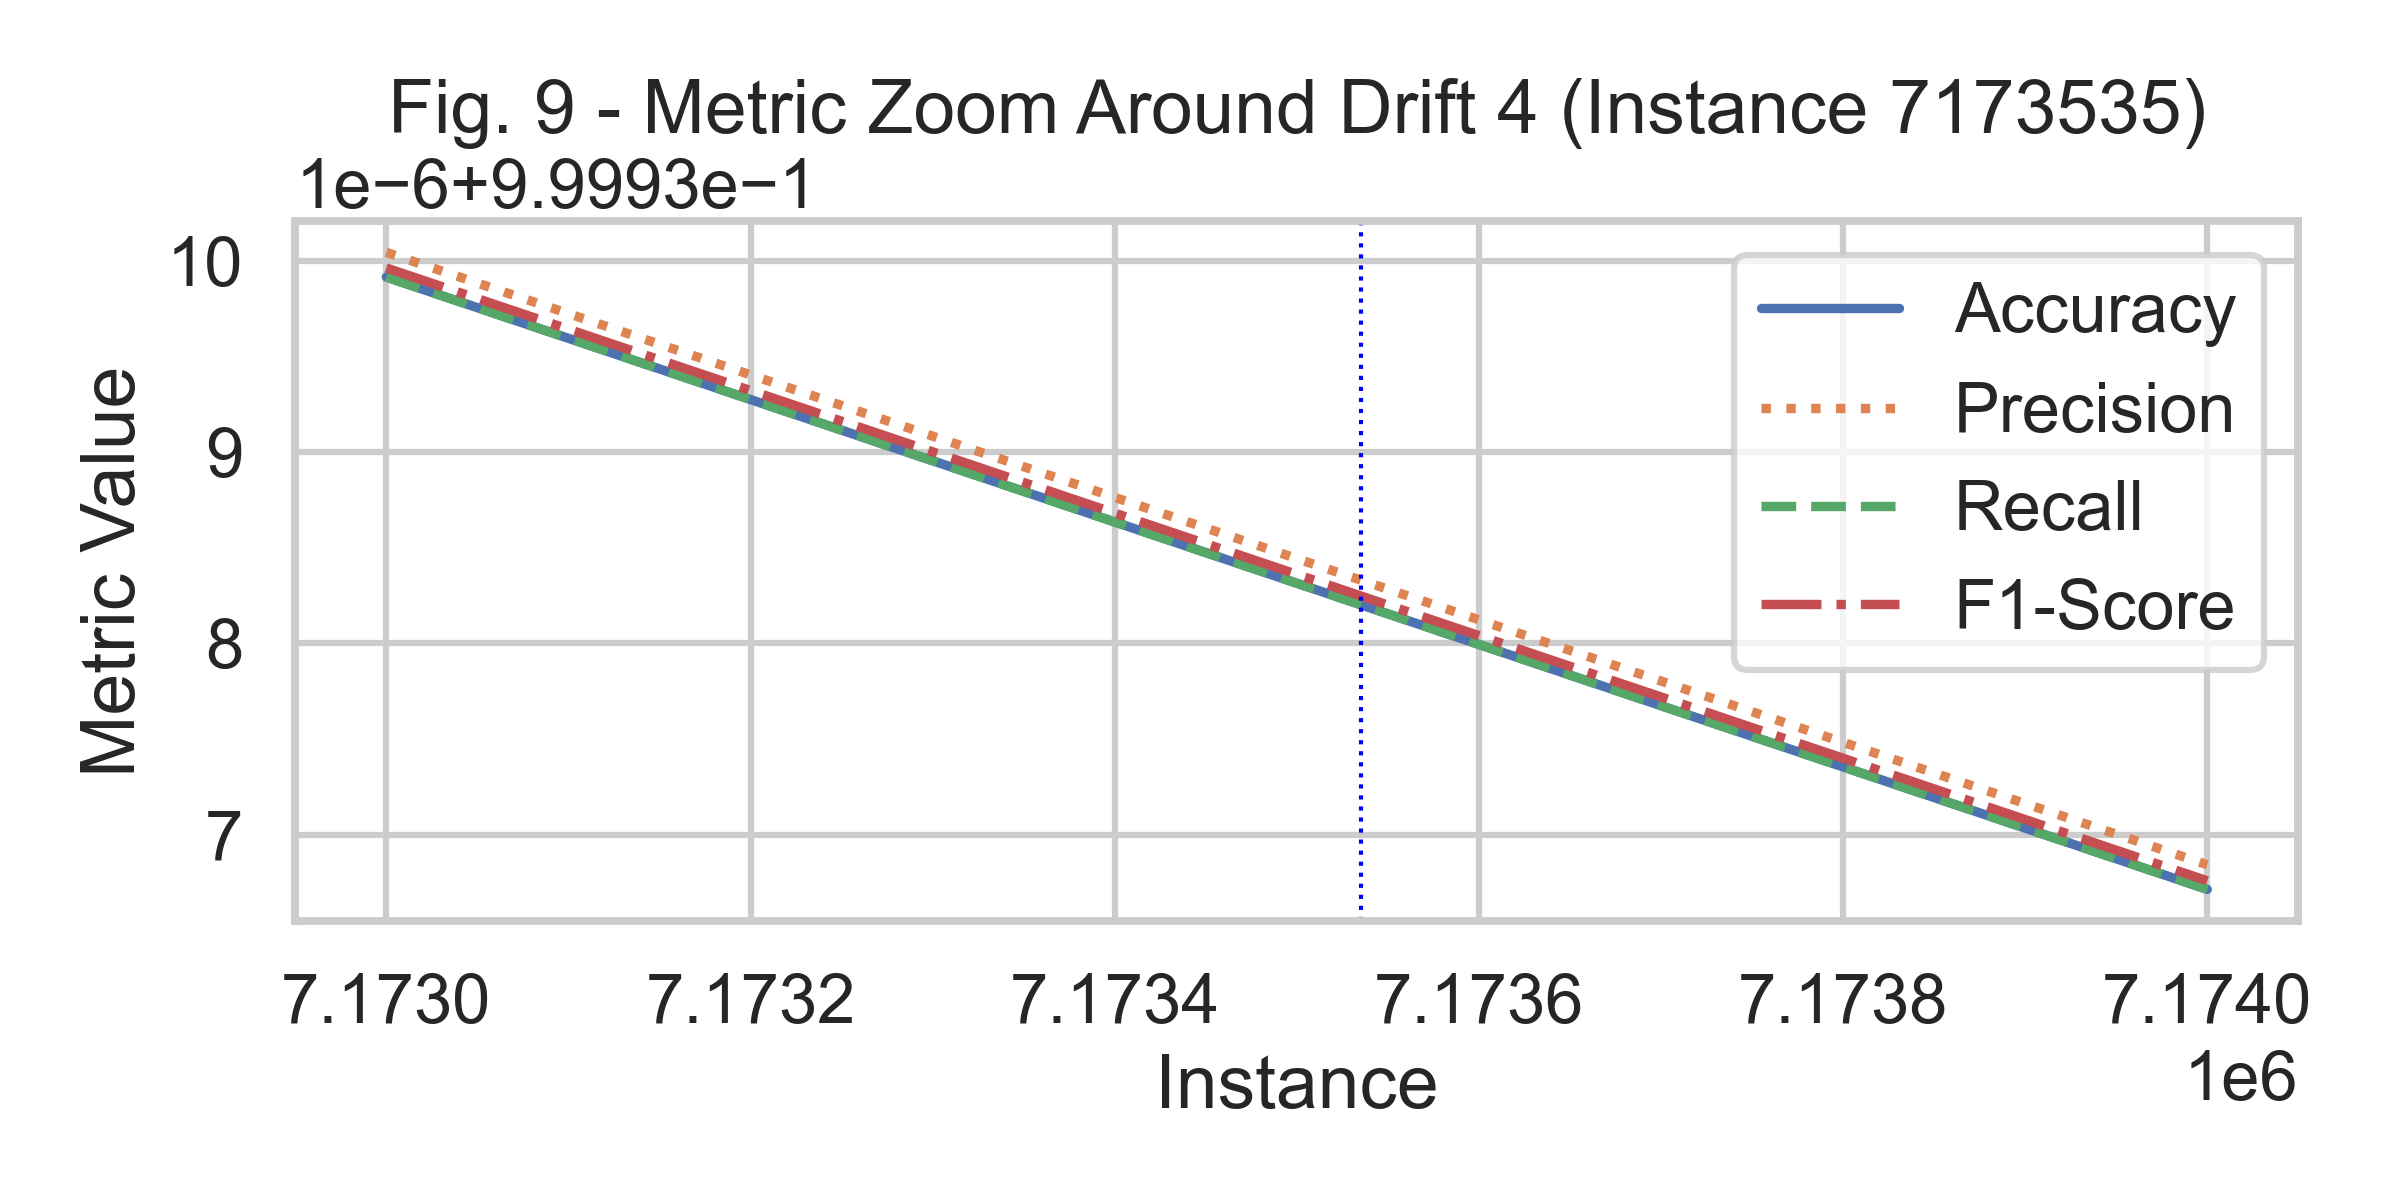 Fig. 9 - Metric Zoom Around Drift 4 (Instance 7173535)
1e−6+9.9993e−1
10
9
8
7
Metric Value
Accuracy
Precision
Recall
F1-Score
7.1730 7.1732 7.1734 7.1736 7.1738 7.1740
1e6
Instance